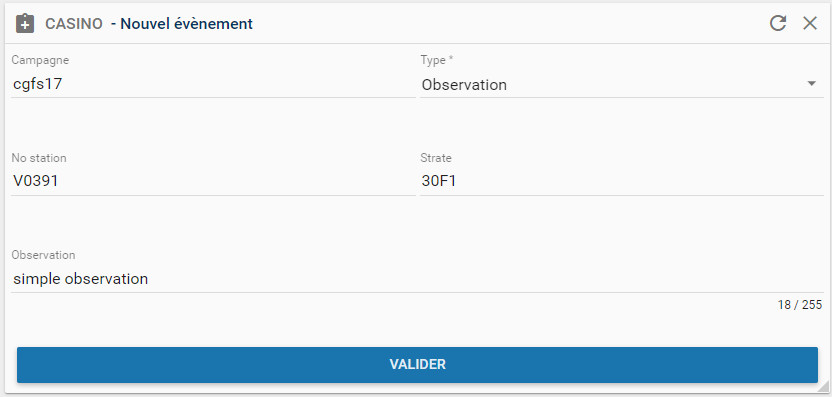 CASINO - Nouvel évènement
Campagne
Type *
cgfs17
Observation
No station
Strate
V0391
30F1
Observation
simple observation
18 / 255
VALIDER